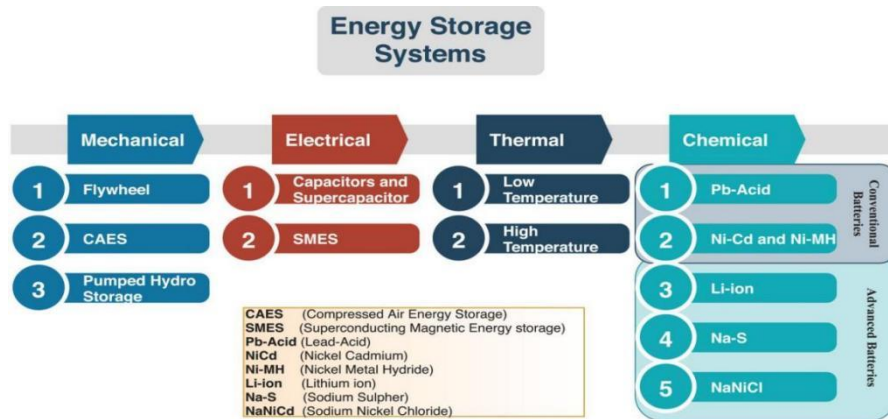 Energy Storage
Systems
Mechanical
Electrical
Thermal
Chemical
1
Flywheel
2
CAES
3
Pumped Hydro
Storage
1
Capacitors and
Supercapacitor
2
SMES
1
Low
Temperature
2
High
Temperature
1
Pb-Acid
2
Ni-Cd and Ni-MH
Conventional
Batteries
3
Li-ion
4
Na-S
5
NaNiCl
Advanced Batteries
CAES (Compressed Air Energy Storage)
SMES (Superconducting Magnetic Energy storage)
Pb-Acid (Lead-Acid)
NiCd (Nickel Cadmium)
Ni-MH (Nickel Metal Hydride)
Li-ion (Lithium ion)
Na-S (Sodium Sulpher)
NaNiCd (Sodium Nickel Chloride)